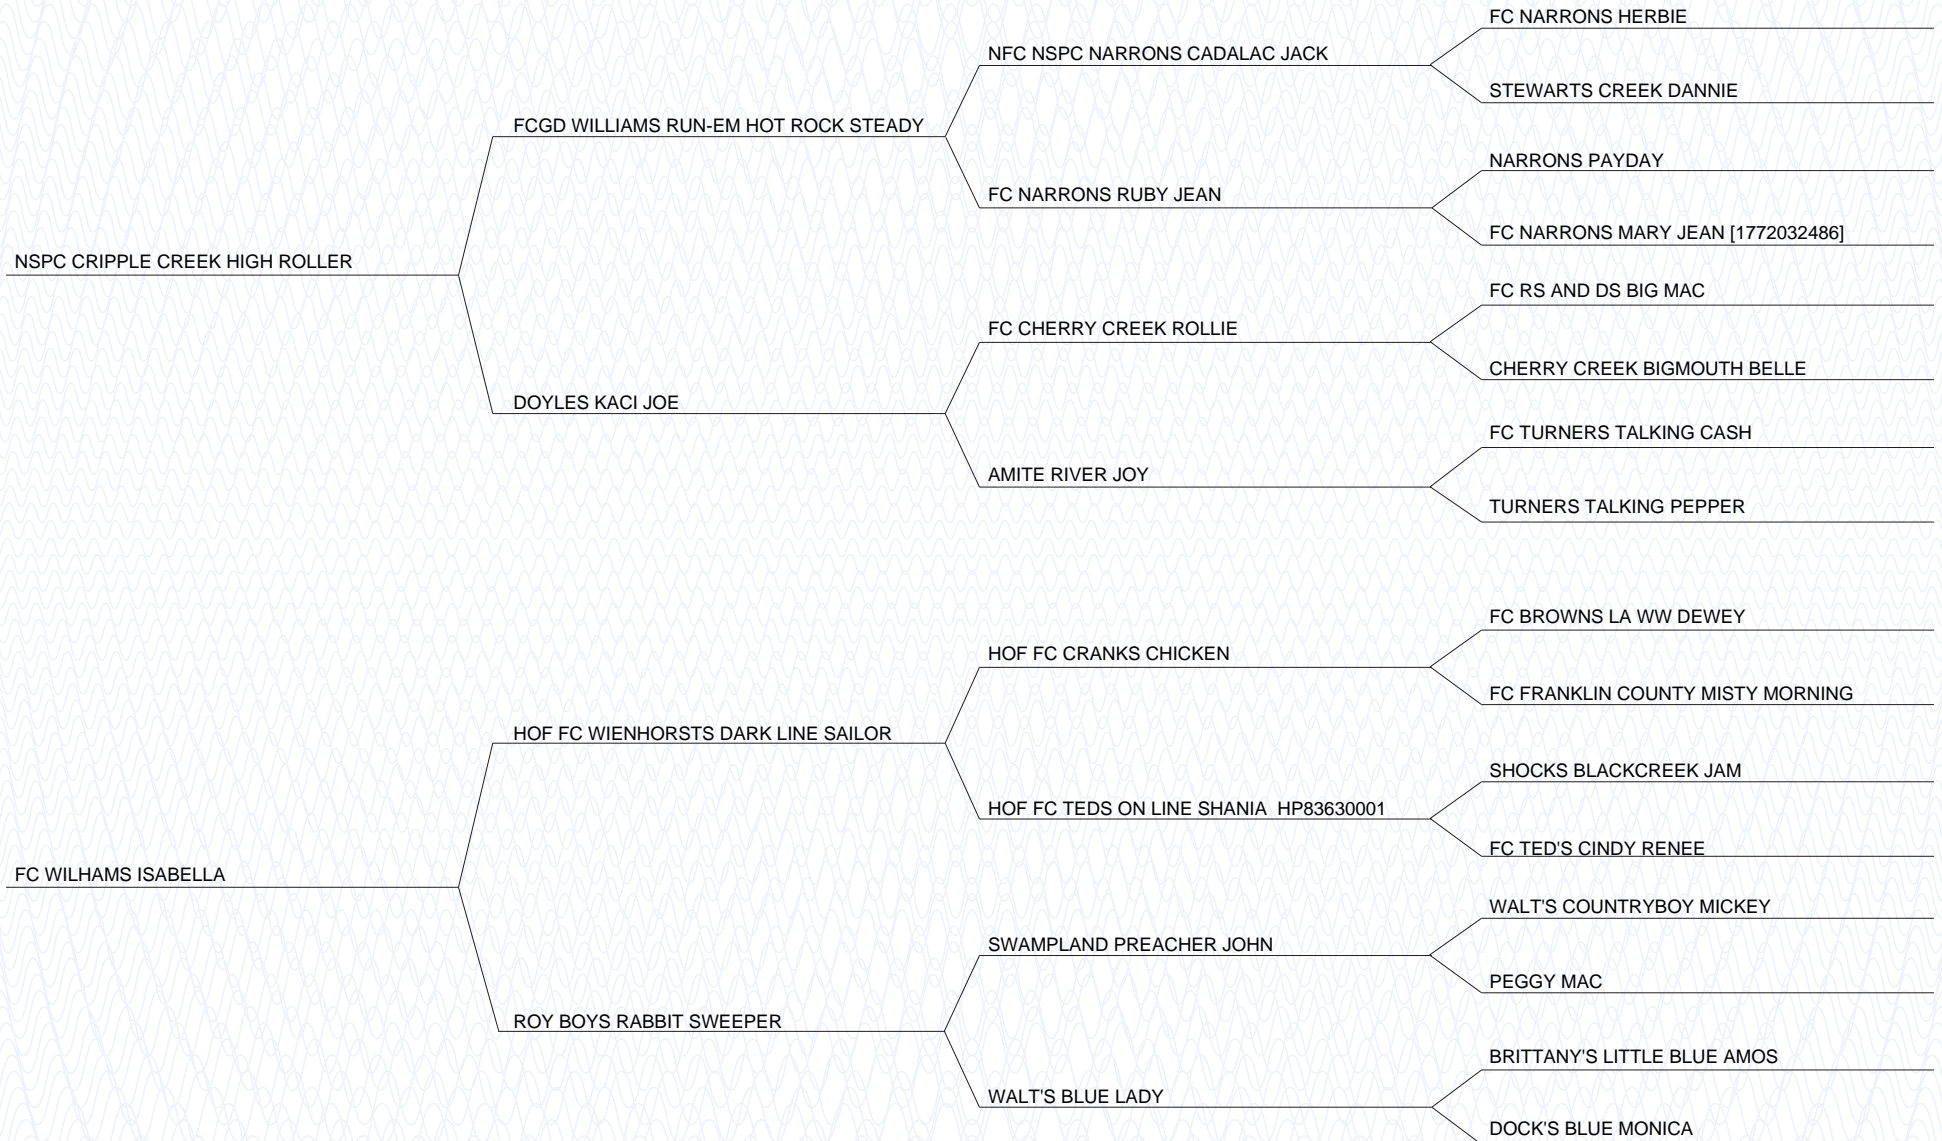 FC NARRONS HERBIE
NFC NSPC NARRONS CADALAC JACK
STEWARTS CREEK DANNIE
FCGD WILLIAMS RUN-EM HOT ROCK STEADY
NARRONS PAYDAY
FC NARRONS RUBY JEAN
FC NARRONS MARY JEAN [1772032486]
NSPC CRIPPLE CREEK HIGH ROLLER
FC RS AND DS BIG MAC
FC CHERRY CREEK ROLLIE
CHERRY CREEK BIGMOUTH BELLE
DOYLES KACI JOE
FC TURNERS TALKING CASH
AMITE RIVER JOY
TURNERS TALKING PEPPER
FC BROWNS LA WW DEWEY
HOF FC CRANKS CHICKEN
FC FRANKLIN COUNTY MISTY MORNING
HOF FC WIENHORSTS DARK LINE SAILOR
SHOCKS BLACKCREEK JAM
HOF FC TEDS ON LINE SHANIA  HP83630001
FC TED'S CINDY RENEE
FC WILHAMS ISABELLA
WALT'S COUNTRYBOY MICKEY
SWAMPLAND PREACHER JOHN
PEGGY MAC
ROY BOYS RABBIT SWEEPER
BRITTANY'S LITTLE BLUE AMOS
WALT'S BLUE LADY
DOCK'S BLUE MONICA